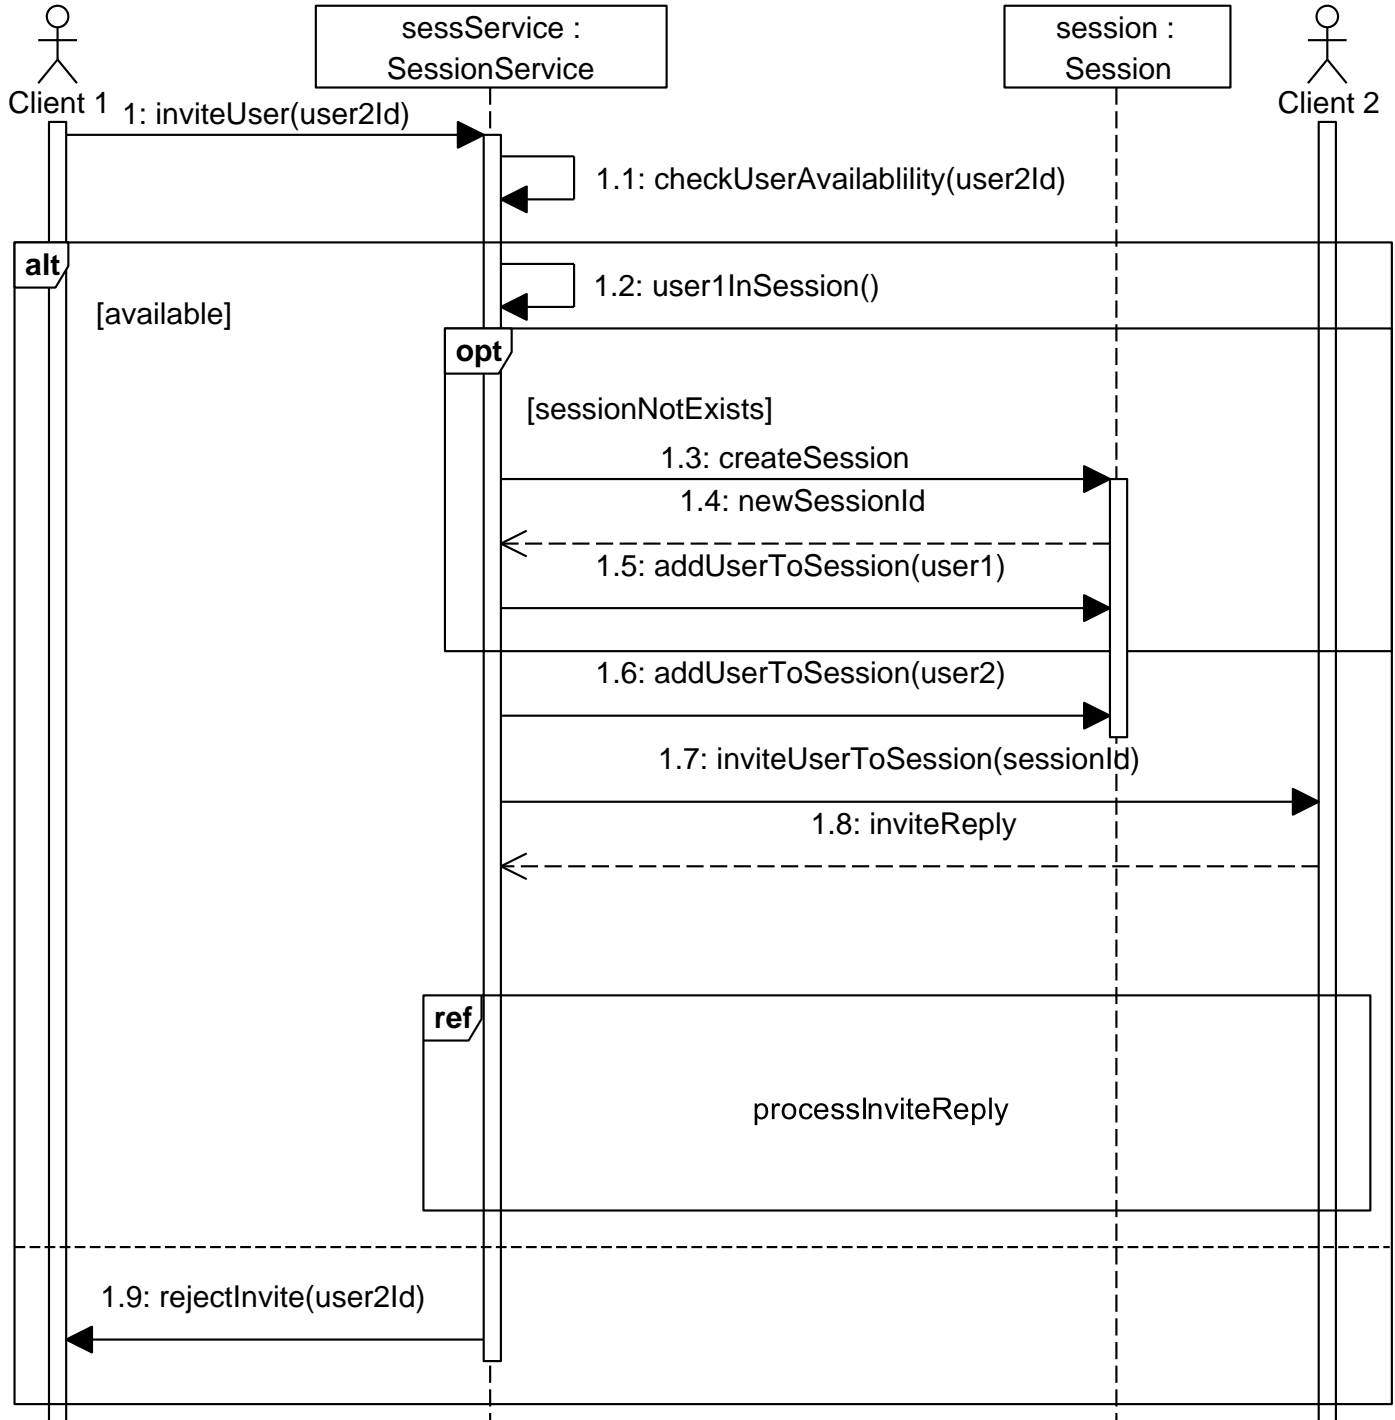 sessService :
SessionService
session :
Session
Client 1
Client 2
1: inviteUser(user2Id)
1.1: checkUserAvailablility(user2Id)
alt
1.2: user1InSession()
[available]
opt
[sessionNotExists]
1.3: createSession
1.4: newSessionId
1.5: addUserToSession(user1)
1.6: addUserToSession(user2)
1.7: inviteUserToSession(sessionId)
1.8: inviteReply
ref
processInviteReply
1.9: rejectInvite(user2Id)